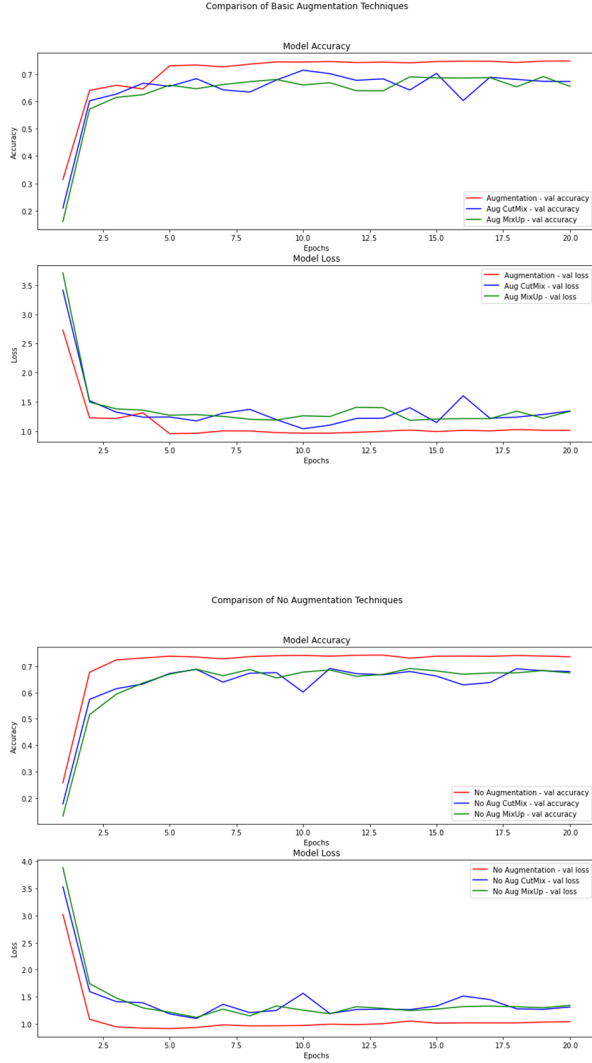 Comparison of Basic Augmentation Techniques
Model Accuracy
0.7
0.6
0.5
0.4
0.3
0.2
Accuracy
Augmentation - val accuracy
Aug CutMix - val accuracy
Aug MixUp - val accuracy
2.5 5.0 7.5 10.0 12.5 15.0 17.5 20.0
Epochs
Model Loss
3.5
3.0
2.5
2.0
1.5
1.0
Loss
Augmentation - val loss
Aug CutMix - val loss
Aug MixUp - val loss
2.5 5.0 7.5 10.0 12.5 15.0 17.5 20.0
Epochs
Comparison of No Augmentation Techniques
Model Accuracy
0.7
0.6
0.5
0.4
0.3
0.2
Accuracy
No Augmentation - val accuracy
No Aug CutMix - val accuracy
No Aug MixUp - val accuracy
2.5 5.0 7.5 10.0 12.5 15.0 17.5 20.0
Epochs
Model Loss
4.0
3.5
3.0
2.5
2.0
1.5
1.0
Loss
No Augmentation - val loss
No Aug CutMix - val loss
No Aug MixUp - val loss
2.5 5.0 7.5 10.0 12.5 15.0 17.5 20.0
Epochs